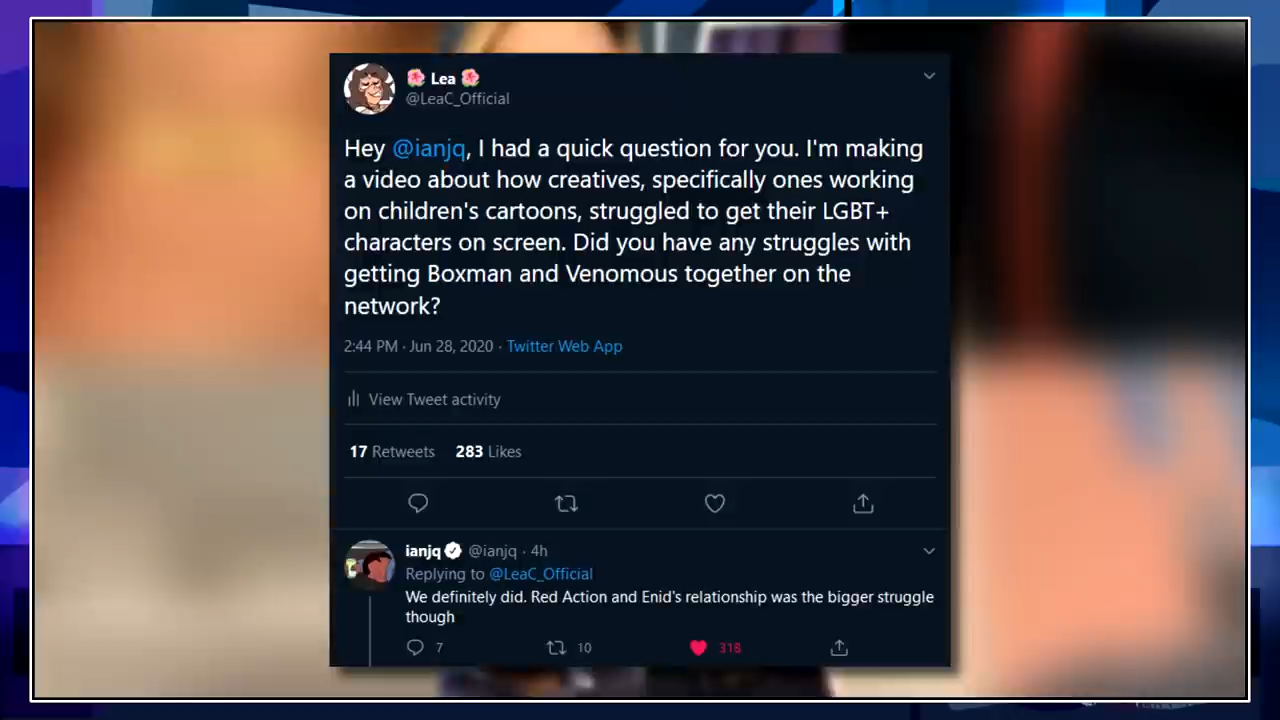 🌺 Lea 🌺
@LeaC_Official
Hey @ianjq, I had a quick question for you. I'm making
a video about how creatives, specifically ones working
on children's cartoons, struggled to get their LGBT+
characters on screen. Did you have any struggles with
getting Boxman and Venomous together on the
network?
2:44 PM · Jun 28, 2020 · Twitter Web App
View Tweet activity
17 Retweets 283 Likes
ianjq @ianjq · 4h
Replying to @LeaC_Official
We definitely did. Red Action and Enid's relationship was the bigger struggle
though
7 10 318